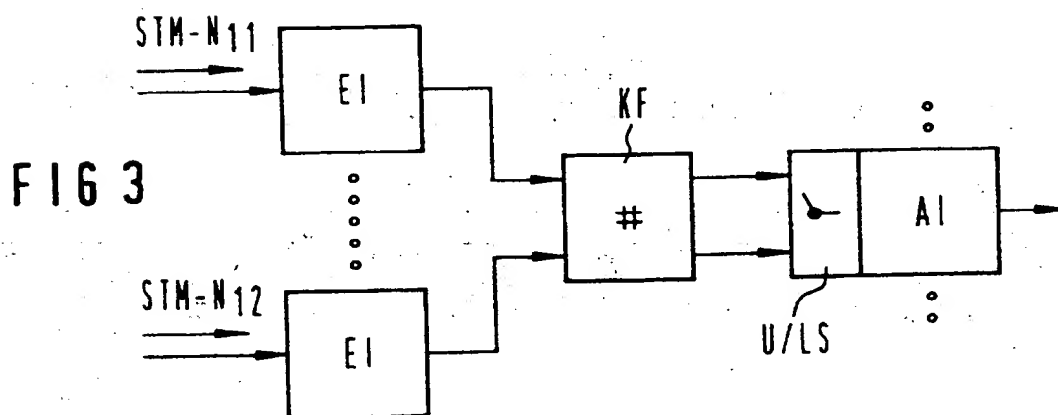 STM-N11
EI
KF
FIG 3
#
AI
STM-N12
EI
U/LS